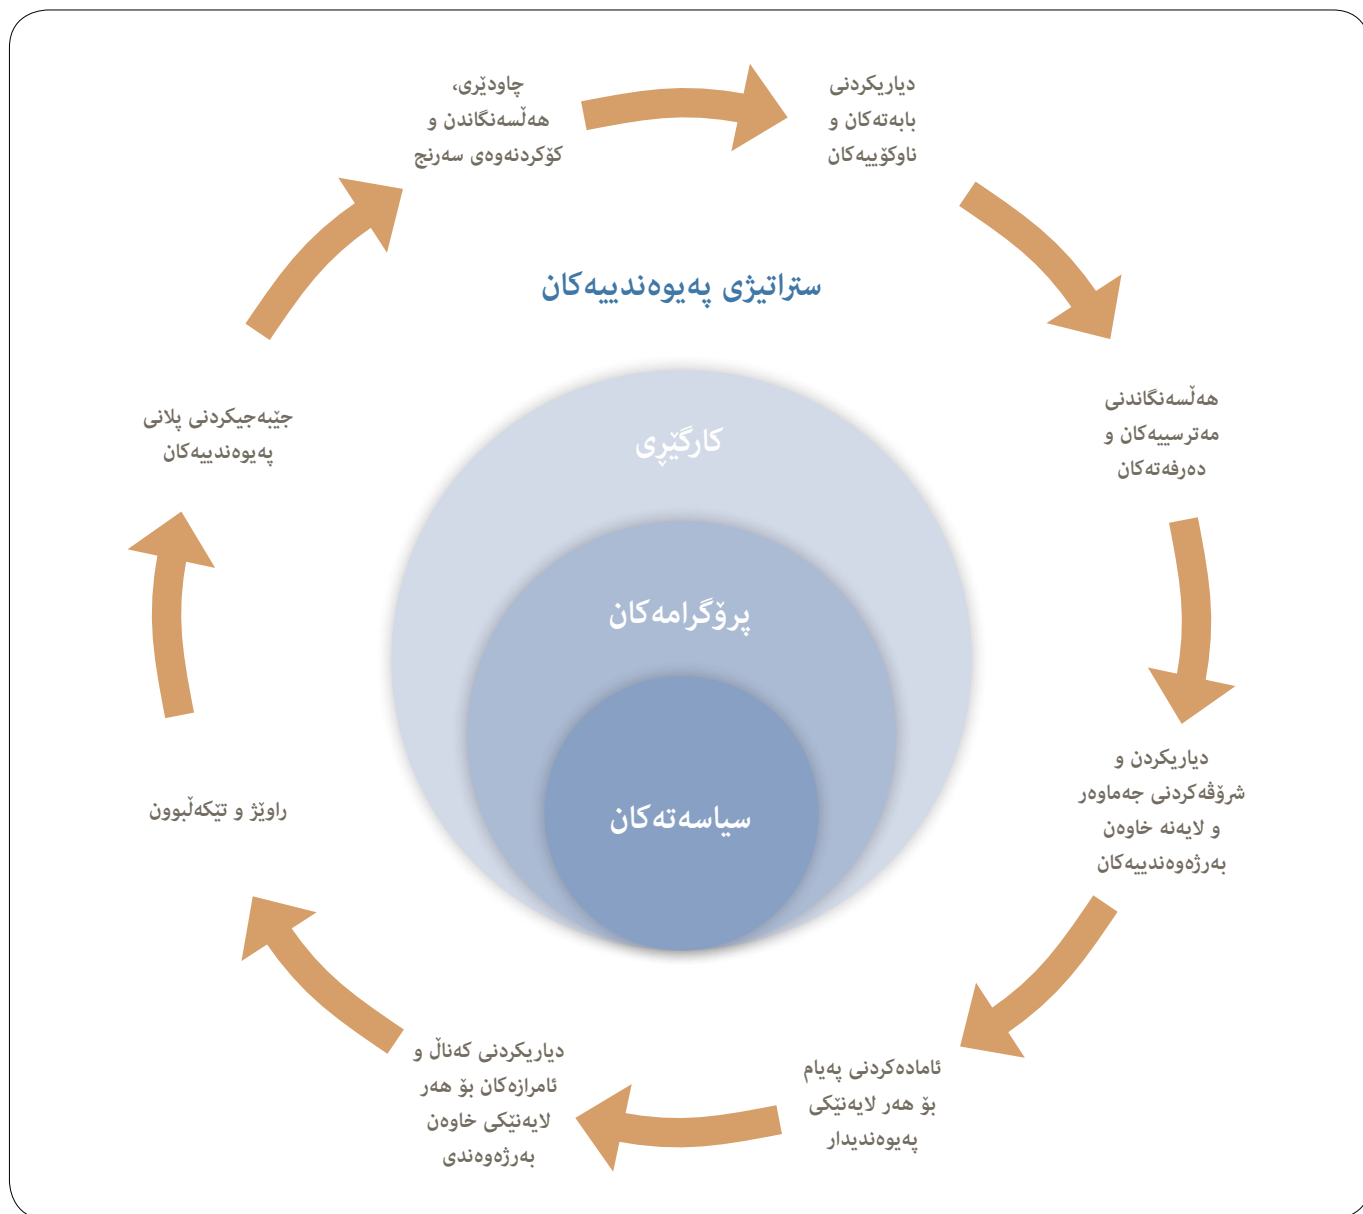 ستراتیژی پەیوەندییەکان
دیاریکردنی
بابەتەکان و
ناوکۆییەکان
هەڵسەنگاندنی
مەترسییەکان و
دەرفەتەکان
دیاریکردن و
شرۆڤەکردنی جەماوەر
و لایەنە خاوەن
بەرژەوەندییەکان
ئامادەکردنی پەیام
بۆ هەر لایەنێکی
پەیوەندیدار
دیاریکردنی کەناڵ و
ئامرازەکان بۆ هەر
لایەنێکی خاوەن
بەرژەوەندی
راوێژ و تێکەڵبوون
جێبەجیکردنی پلانی
پەیوەندییەکان
چاودێری،
هەڵسەنگاندن و
کۆکردنەوەی سەرنج
کارگێڕی
پرۆگرامەکان
سیاسەتەکان